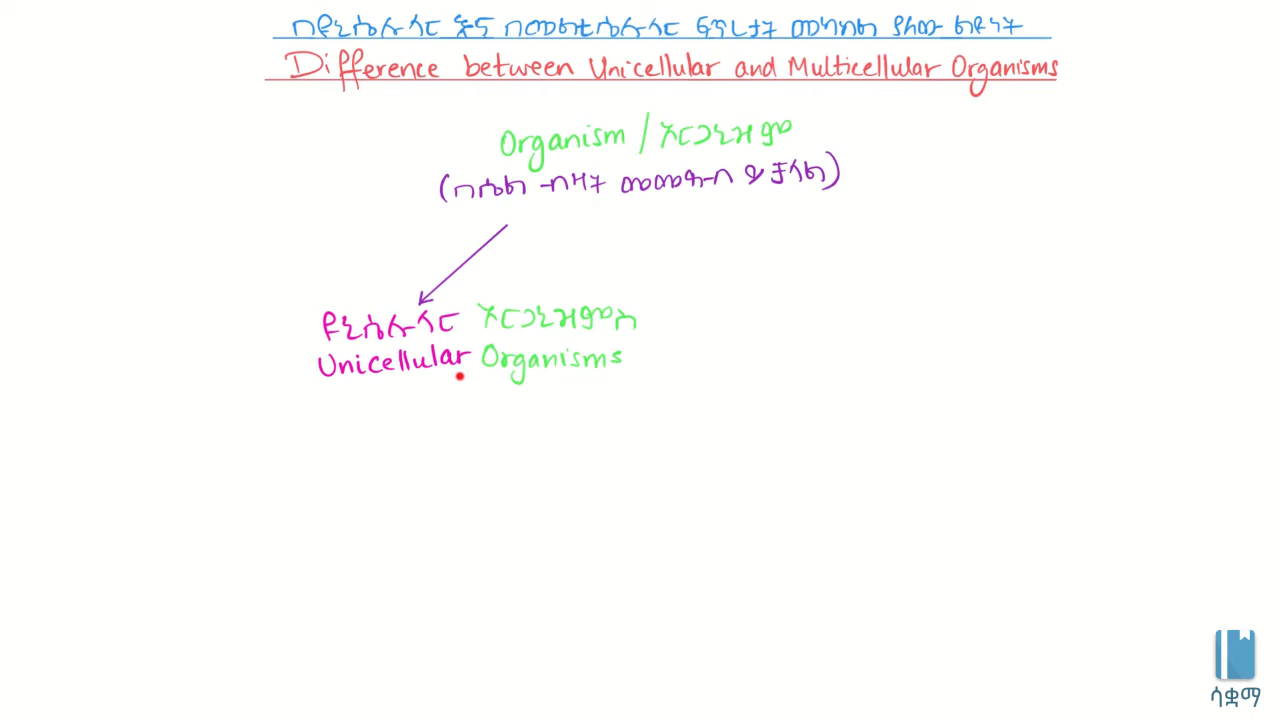 በዩኒሴሉላር እና በመልቲሴሉላር ፍጥረታት መካከል ያለው ልዩነት
Difference between Unicellular and Multicellular Organisms
Organism / ኦርጋኒዝም
(በሴል ብዛት መመደብ ይቻላል)
ዩኒሴሉላር ኦርጋኒዝምስ
Unicellular Organisms
ሳቋማ